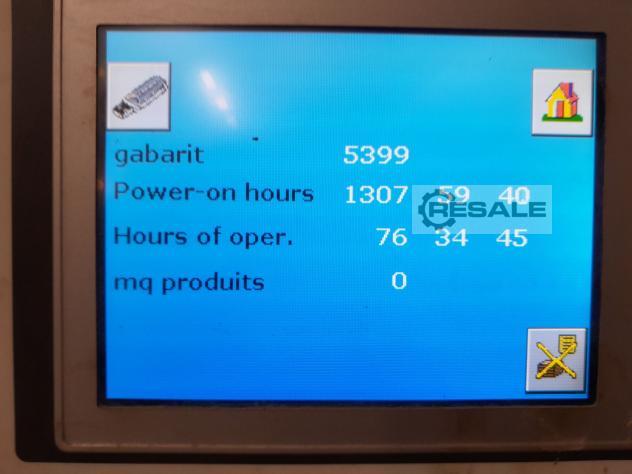 gabarit 5399
Power-on hours 1307 59 40
RESALE
Hours of oper. 76 34 45
mq produits 0